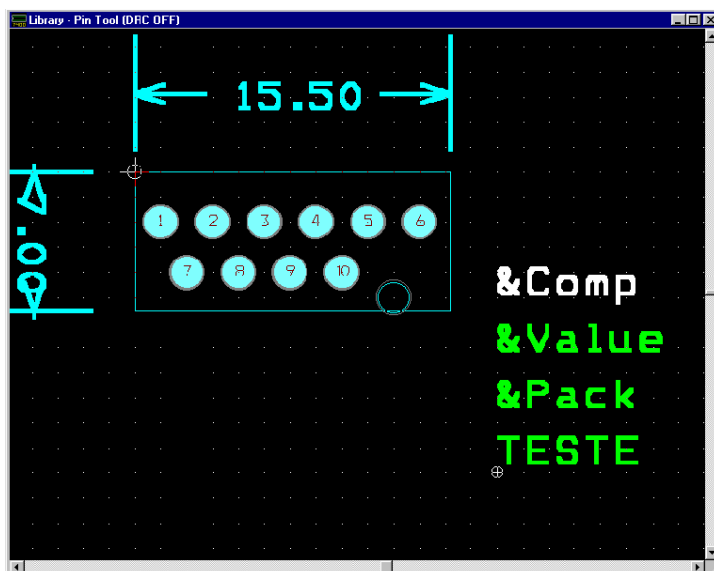 Library - Pin Tool (DRC OFF)
15.50
1 2 3 4 5 6
7 8 9 10
&Comp
&Value
&Pack
TESTE